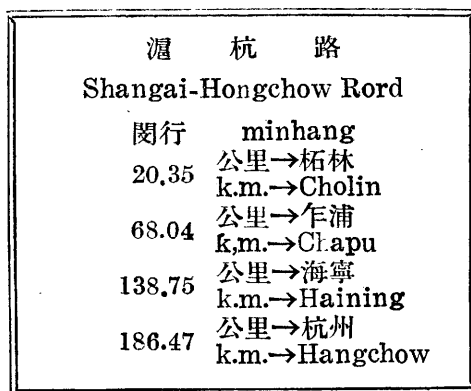 滬杭路
Shangai-Hongchow Rord
閔行 minhang
20.35 公里→柘林
k.m.→Cholin
68.04 公里→乍浦
k,m.→Chapu
138.75 公里→海寧
k.m.→Haining
186.47 公里→杭州
k.m.→Hangchow